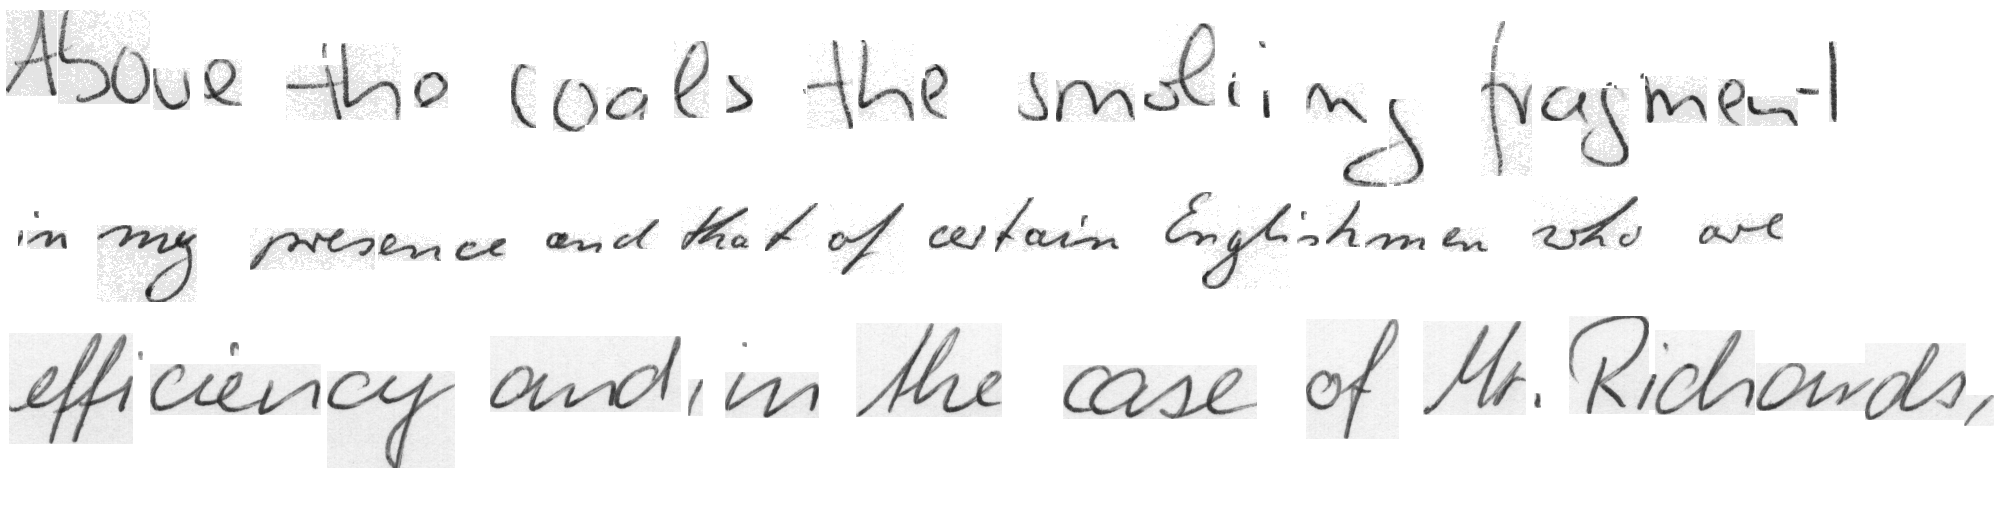 Above the coals the smoking fragment
in my presence and that of certain Englishmen who are
efficiency and, in the case of Mr. Richards,